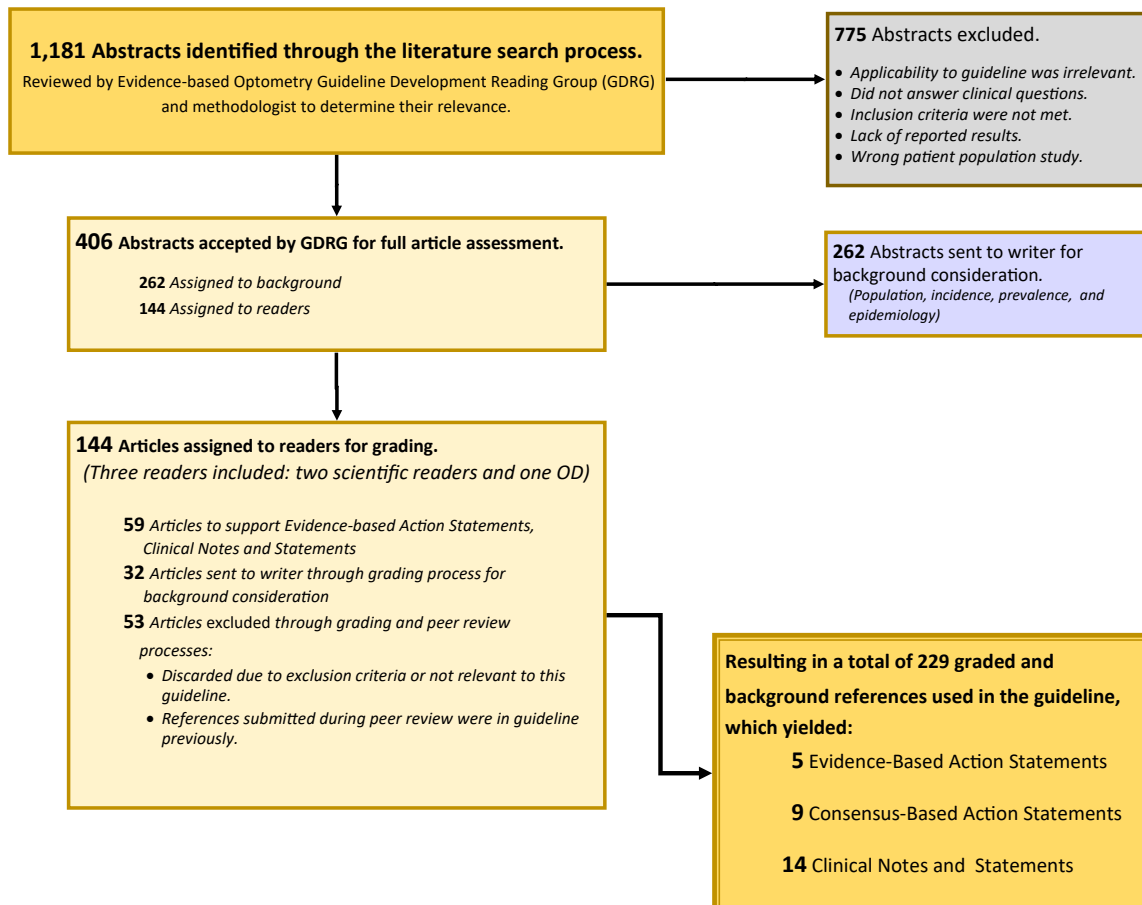 1,181 Abstracts identified through the literature search process.
Reviewed by Evidence-based Optometry Guideline Development Reading Group (GDRG)
and methodologist to determine their relevance.
775 Abstracts excluded.
• Applicability to guideline was irrelevant.
• Did not answer clinical questions.
• Inclusion criteria were not met.
• Lack of reported results.
• Wrong patient population study.
406 Abstracts accepted by GDRG for full article assessment.
262 Assigned to background
144 Assigned to readers
262 Abstracts sent to writer for
background consideration.
(Population, incidence, prevalence, and
epidemiology)
144 Articles assigned to readers for grading.
(Three readers included: two scientific readers and one OD)
59 Articles to support Evidence-based Action Statements,
Clinical Notes and Statements
32 Articles sent to writer through grading process for
background consideration
53 Articles excluded through grading and peer review
processes:
• Discarded due to exclusion criteria or not relevant to this
guideline.
• References submitted during peer review were in guideline
previously.
Resulting in a total of 229 graded and
background references used in the guideline,
which yielded:
5 Evidence-Based Action Statements
9 Consensus-Based Action Statements
14 Clinical Notes and Statements